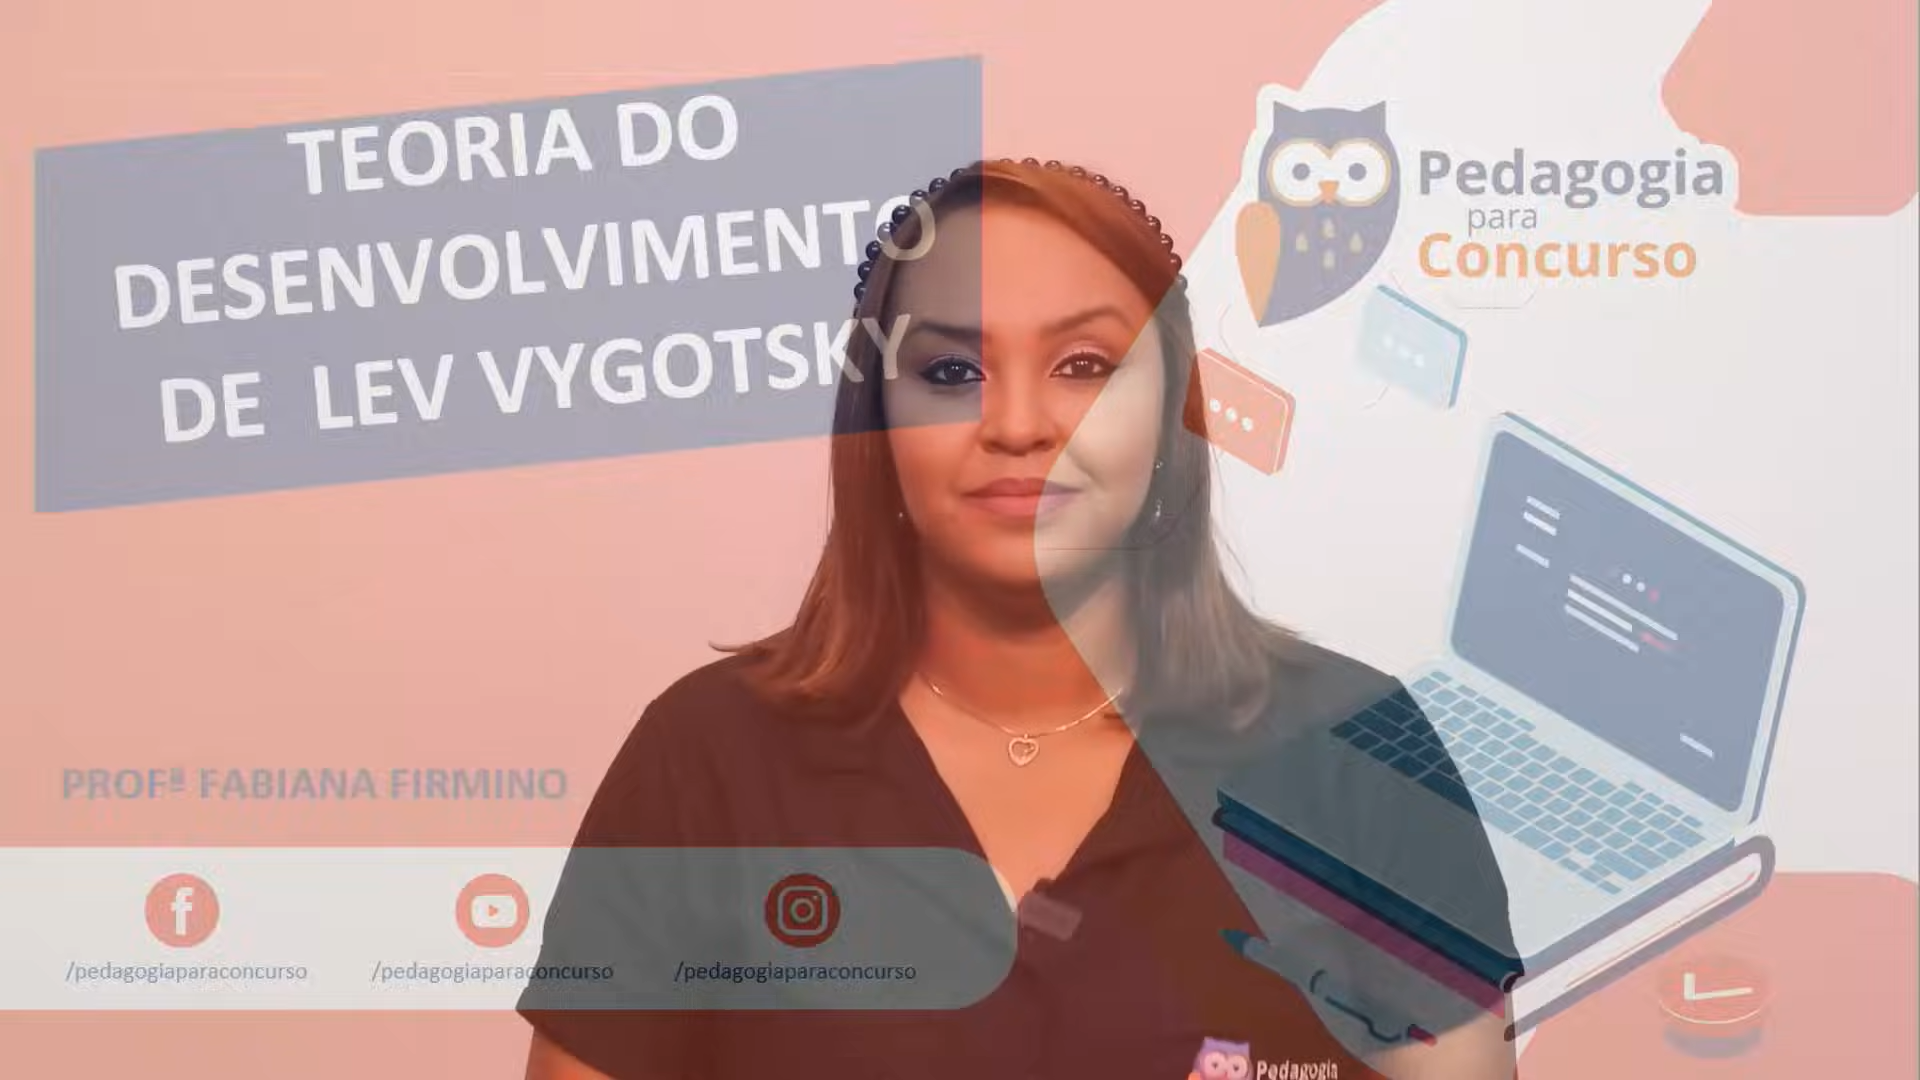 TEORIA DO
DESENVOLVIMENTO
DE LEV VYGOTSKY
Pedagogia
para
Concurso
PROFª FABIANA FIRMINO
/pedagogiaparaconcurso
/pedagogiaparaconcurso
/pedagogiaparaconcurso
Pedagogia